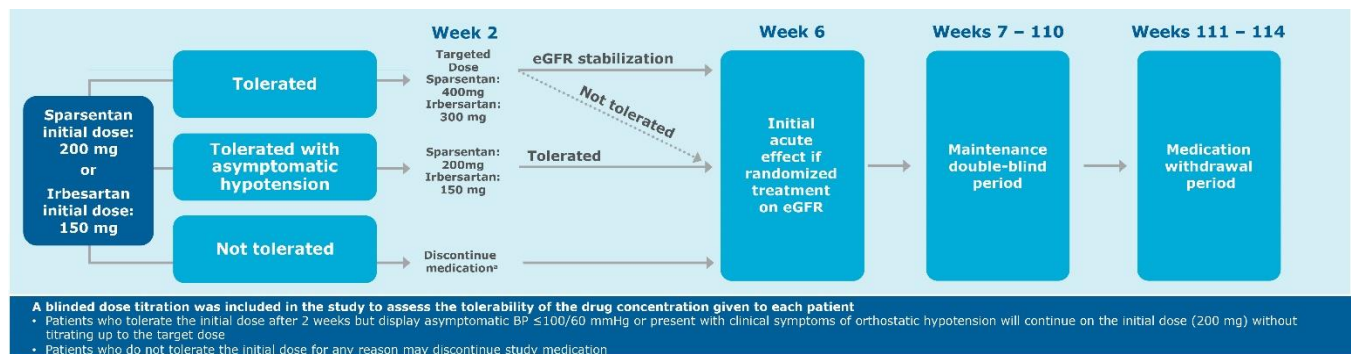 Week 2
Week 6
Weeks 7 – 110
Weeks 111 – 114
Sparsentan
initial dose:
200 mg
or
Irbesartan
initial dose:
150 mg
Tolerated
Targeted
Dose
Sparsentan:
400mg
Irbersartan:
300 mg
eGFR stabilization
Not tolerated
Tolerated with
asymptomatic
hypotension
Sparsentan:
200mg
Irbersartan:
150 mg
Tolerated
Not tolerated
Discontinue
medicationᵃ
Initial
acute
effect if
randomized
treatment
on eGFR
Maintenance
double-blind
period
Medication
withdrawal
period
A blinded dose titration was included in the study to assess the tolerability of the drug concentration given to each patient
• Patients who tolerate the initial dose after 2 weeks but display asymptomatic BP ≤100/60 mmHg or present with clinical symptoms of orthostatic hypotension will continue on the initial dose (200 mg) without
titrating up to the target dose
• Patients who do not tolerate the initial dose for any reason may discontinue study medication